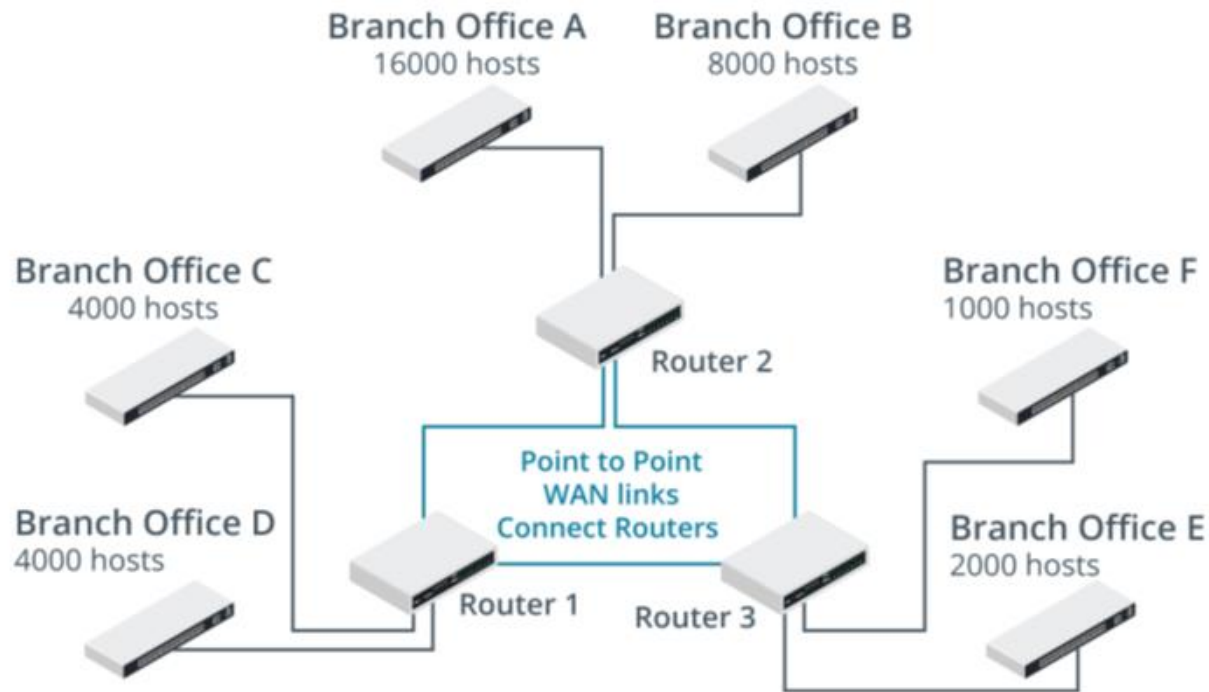 Branch Office A
16000 hosts
Branch Office B
8000 hosts
Branch Office C
4000 hosts
Branch Office F
1000 hosts
Router 2
Point to Point
WAN links
Connect Routers
Branch Office D
4000 hosts
Branch Office E
2000 hosts
Router 1
Router 3